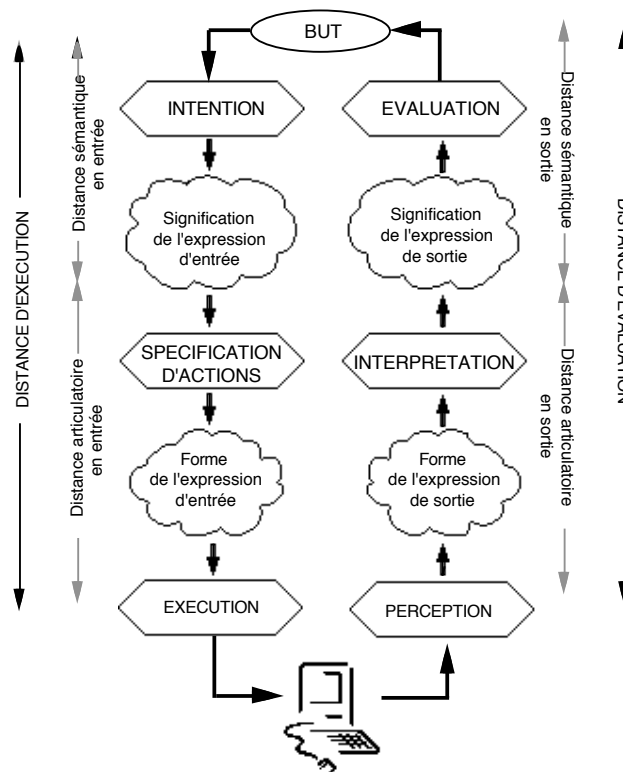 BUT
INTENTION
EVALUATION
Signification
de l'expression
d'entrée
Signification
de l'expression
de sortie
SPECIFICATION
D'ACTIONS
INTERPRETATION
Forme
de l'expression
d'entrée
Forme
de l'expression
de sortie
EXECUTION
PERCEPTION
DISTANCE D'EXECUTION
Distance sémantique
en entrée
Distance articulatoire
en entrée
Distance sémantique
en sortie
Distance articulatoire
en sortie
DISTANCE D'EVALUATION